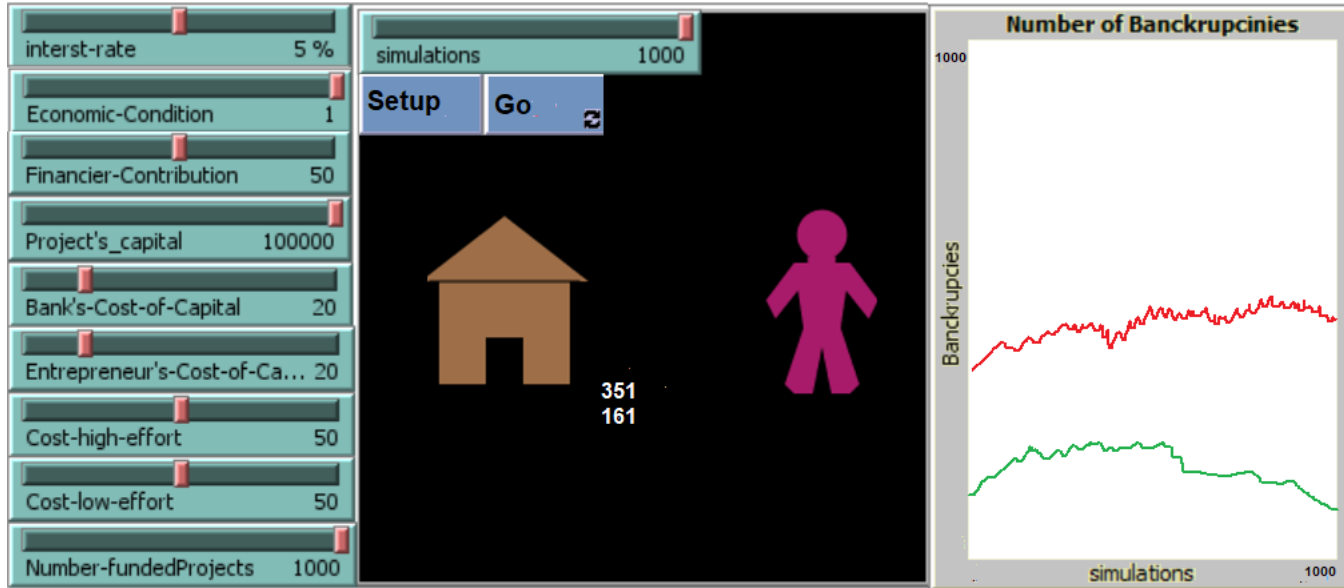 interst-rate 5 %
Economic-Condition 1
Financier-Contribution 50
Project's_capital 100000
Bank's-Cost-of-Capital 20
Entrepreneur's-Cost-of-Ca... 20
Cost-high-effort 50
Cost-low-effort 50
Number-fundedProjects 1000
simulations 1000
Setup Go
351
161
Number of Banckrupcinies
1000
Banckrupcies
simulations 1000